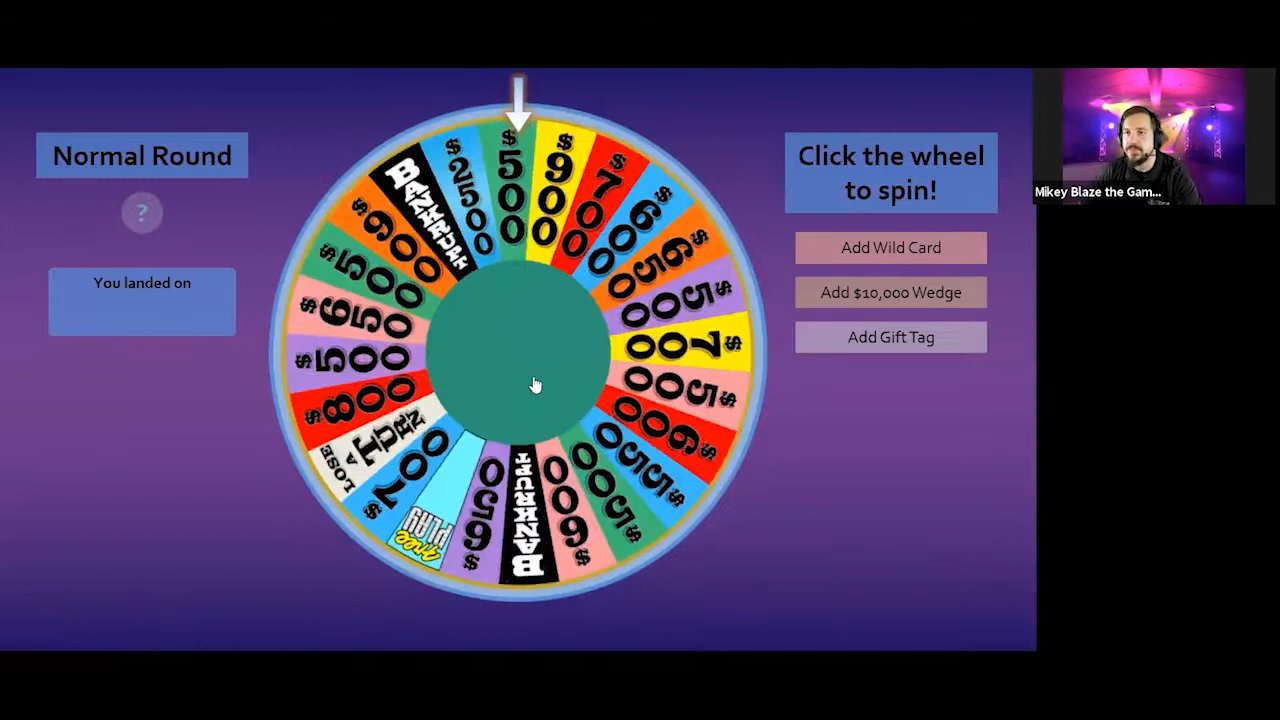 Normal Round
?
You landed on
Click the wheel
to spin!
Add Wild Card
Add $10,000 Wedge
Add Gift Tag
Mikey Blaze the Gam...
$500
$900
$700
$600
$650
$500
$700
$500
$600
$550
$500
$600
BANKRUPT
$650
FREE PLAY
$700
LOSE A TURN
$800
$500
$650
$500
$900
BANKRUPT
$2500